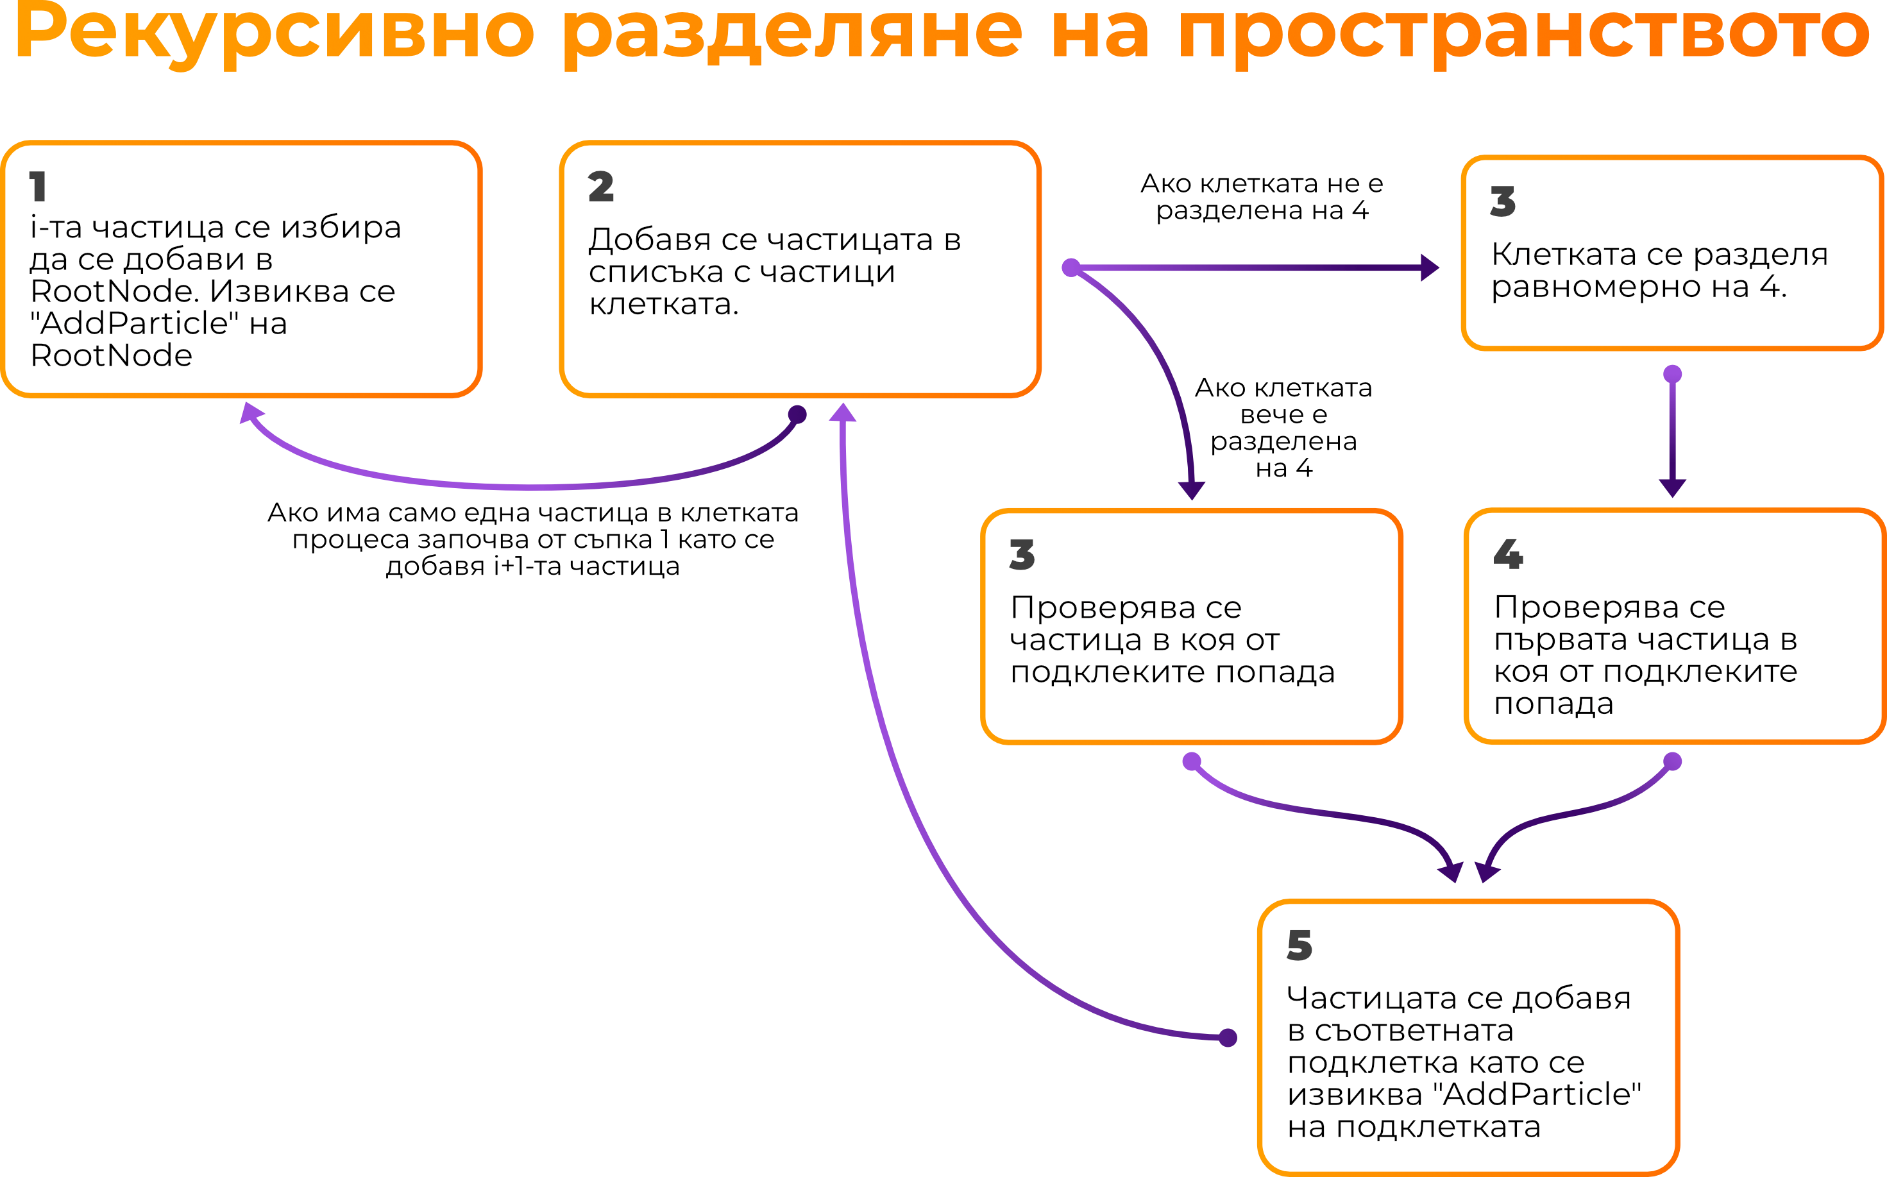 Рекурсивно разделяне на пространството
1
i-та частица се избира
да се добави в
RootNode. Извиква се
"AddParticle" на
RootNode
2
Добавя се частицата в
списъка с частици
клетката.
Ако клетката не е
разделена на 4
3
Клетката се разделя
равномерно на 4.
Ако клетката
вече е
разделена
на 4
Ако има само една частица в клетката
процеса започва от съпка 1 като се
добавя i+1-та частица
3
Проверява се
частица в коя от
подклеките попада
4
Проверява се
първата частица в
коя от подклеките
попада
5
Частицата се добавя
в съответната
подклетка като се
извиква "AddParticle"
на подклетката